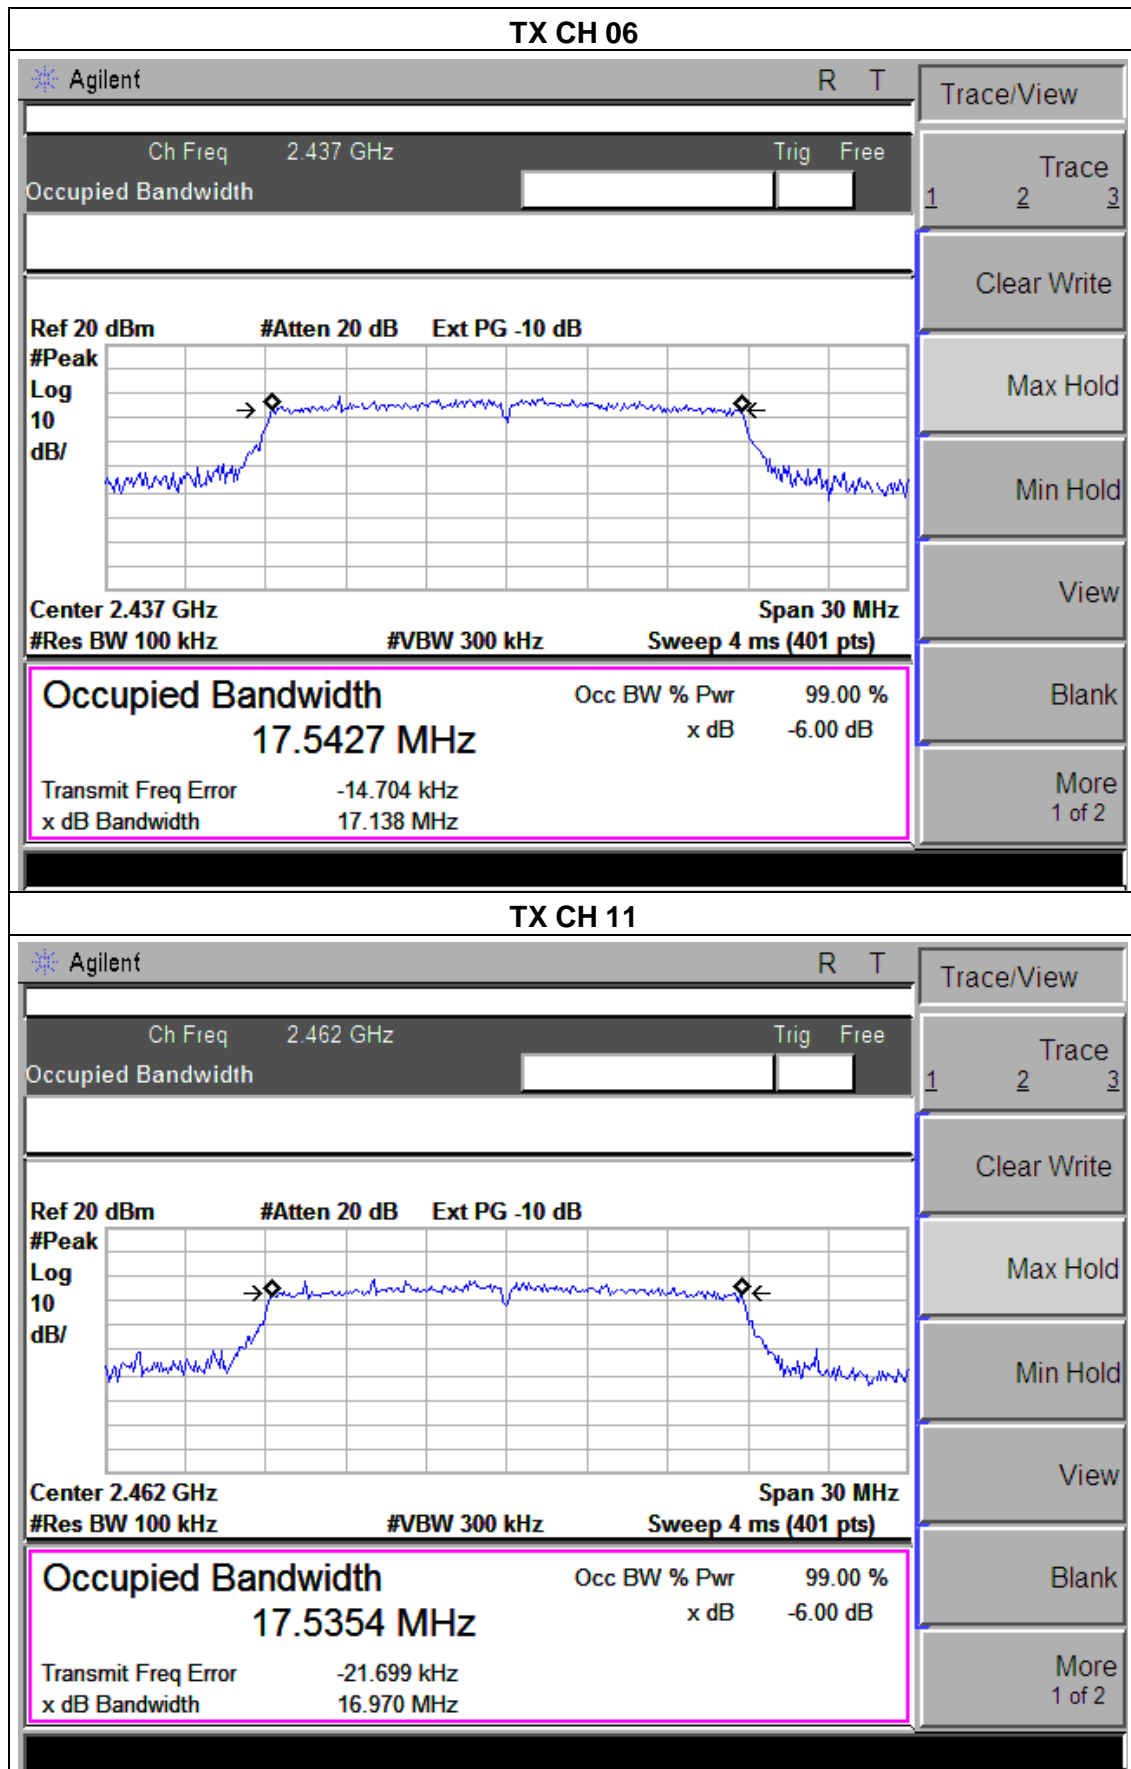 TX CH 06
Agilent R T
Trace/View
Ch Freq 2.437 GHz Trig Free
Occupied Bandwidth
Trace
1 2 3
Clear Write
Ref 20 dBm #Atten 20 dB Ext PG -10 dB
#Peak
Log
10
dB/
Max Hold
Min Hold
View
Center 2.437 GHz Span 30 MHz
#Res BW 100 kHz #VBW 300 kHz Sweep 4 ms (401 pts)
Occupied Bandwidth Occ BW % Pwr 99.00 %
17.5427 MHz x dB -6.00 dB
Blank
Transmit Freq Error -14.704 kHz
x dB Bandwidth 17.138 MHz
More
1 of 2
TX CH 11
Agilent R T
Trace/View
Ch Freq 2.462 GHz Trig Free
Occupied Bandwidth
Trace
1 2 3
Clear Write
Ref 20 dBm #Atten 20 dB Ext PG -10 dB
#Peak
Log
10
dB/
Max Hold
Min Hold
View
Center 2.462 GHz Span 30 MHz
#Res BW 100 kHz #VBW 300 kHz Sweep 4 ms (401 pts)
Occupied Bandwidth Occ BW % Pwr 99.00 %
17.5354 MHz x dB -6.00 dB
Blank
Transmit Freq Error -21.699 kHz
x dB Bandwidth 16.970 MHz
More
1 of 2